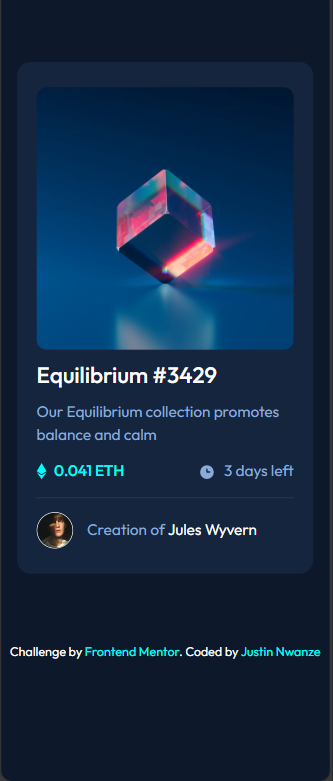 Equilibrium #3429
Our Equilibrium collection promotes
balance and calm
0.041 ETH 3 days left
Creation of Jules Wyvern
Challenge by Frontend Mentor. Coded by Justin Nwanze